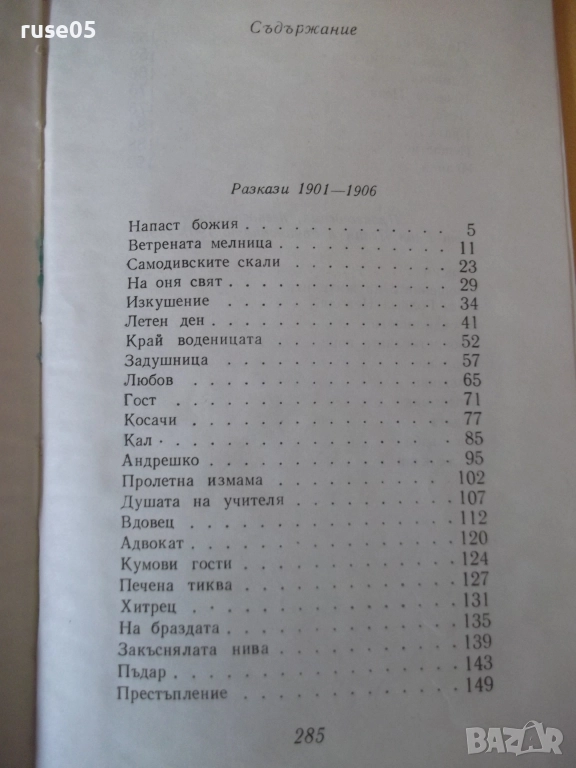 ruse05
Съдържание
Разкази 1901—1906
Напаст божия . . . . . . . . . . . . . 5
Ветрената мелница . . . . . . . . . . . 11
Самодивските скали . . . . . . . . . . 23
На оня свят . . . . . . . . . . . . . . 29
Изкушение . . . . . . . . . . . . . . 34
Летен ден . . . . . . . . . . . . . . . 41
Край воденицата . . . . . . . . . . . . 52
Задушница . . . . . . . . . . . . . . 57
Любов . . . . . . . . . . . . . . . . 65
Гост . . . . . . . . . . . . . . . . . 71
Косачи . . . . . . . . . . . . . . . . 77
Кал . . . . . . . . . . . . . . . . . 85
Андрешко . . . . . . . . . . . . . . . 95
Пролетна измама . . . . . . . . . . . 102
Душата на учителя . . . . . . . . . . 107
Вдовец . . . . . . . . . . . . . . . 112
Адвокат . . . . . . . . . . . . . . . 120
Кумови гости . . . . . . . . . . . . . 124
Печена тиква . . . . . . . . . . . . . 127
Хитрец . . . . . . . . . . . . . . . 131
На браздата . . . . . . . . . . . . . 135
Закъснялата нива . . . . . . . . . . . 139
Пъдар . . . . . . . . . . . . . . . . 143
Престъпление . . . . . . . . . . . . . 149
285
BAZAR